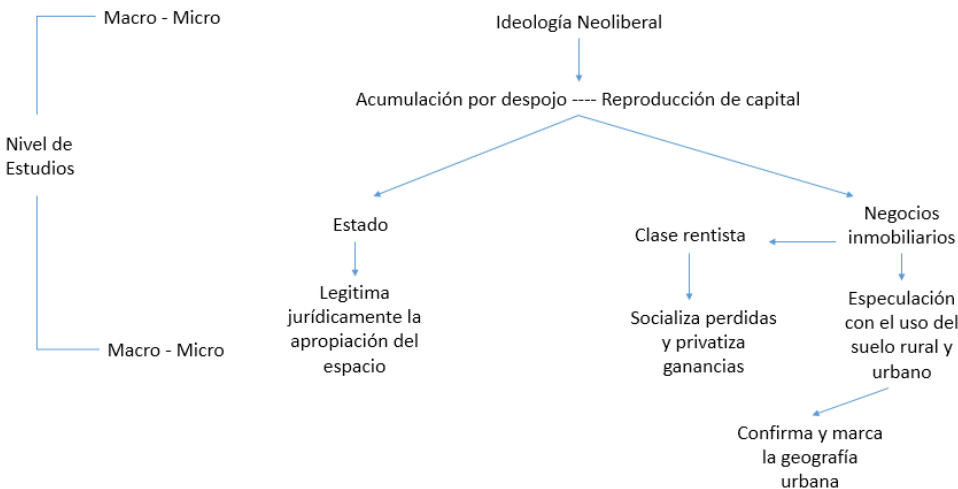 Macro - Micro
Ideología Neoliberal
Acumulación por despojo ---- Reproducción de capital
Nivel de
Estudios
Estado
Clase rentista
Negocios
inmobiliarios
Legitima
jurídicamente la
apropiación del
espacio
Socializa perdidas
y privatiza
ganancias
Especulación
con el uso del
suelo rural y
urbano
Macro - Micro
Confirma y marca
la geografía
urbana